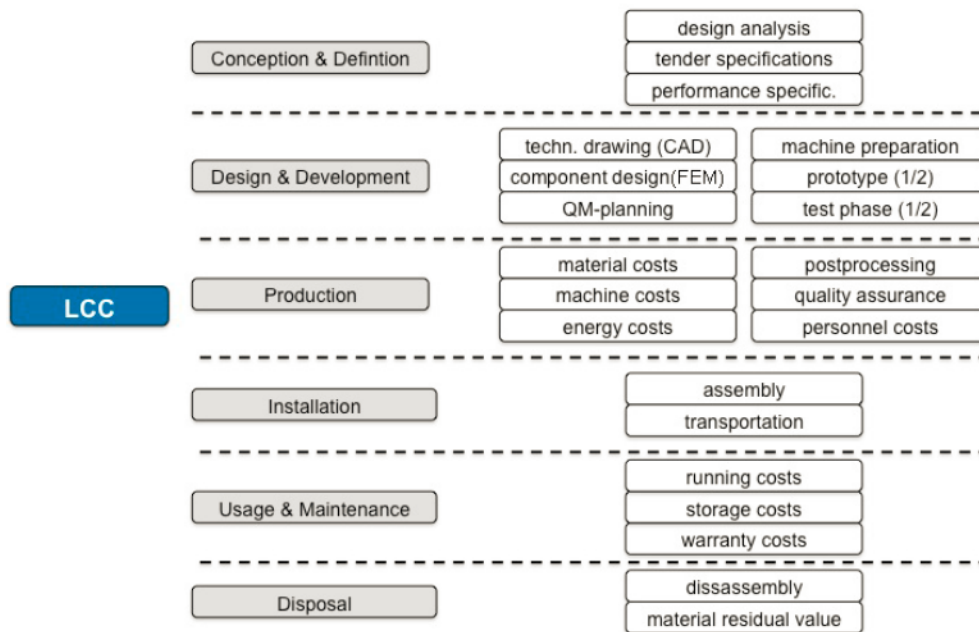 design analysis
Conception & Defintion
tender specifications
performance specific.
techn. drawing (CAD)
machine preparation
Design & Development
component design(FEM)
prototype (1/2)
QM-planning
test phase (1/2)
material costs
postprocessing
LCC
Production
machine costs
quality assurance
energy costs
personnel costs
Installation
assembly
transportation
Usage & Maintenance
running costs
storage costs
warranty costs
Disposal
dissassembly
material residual value